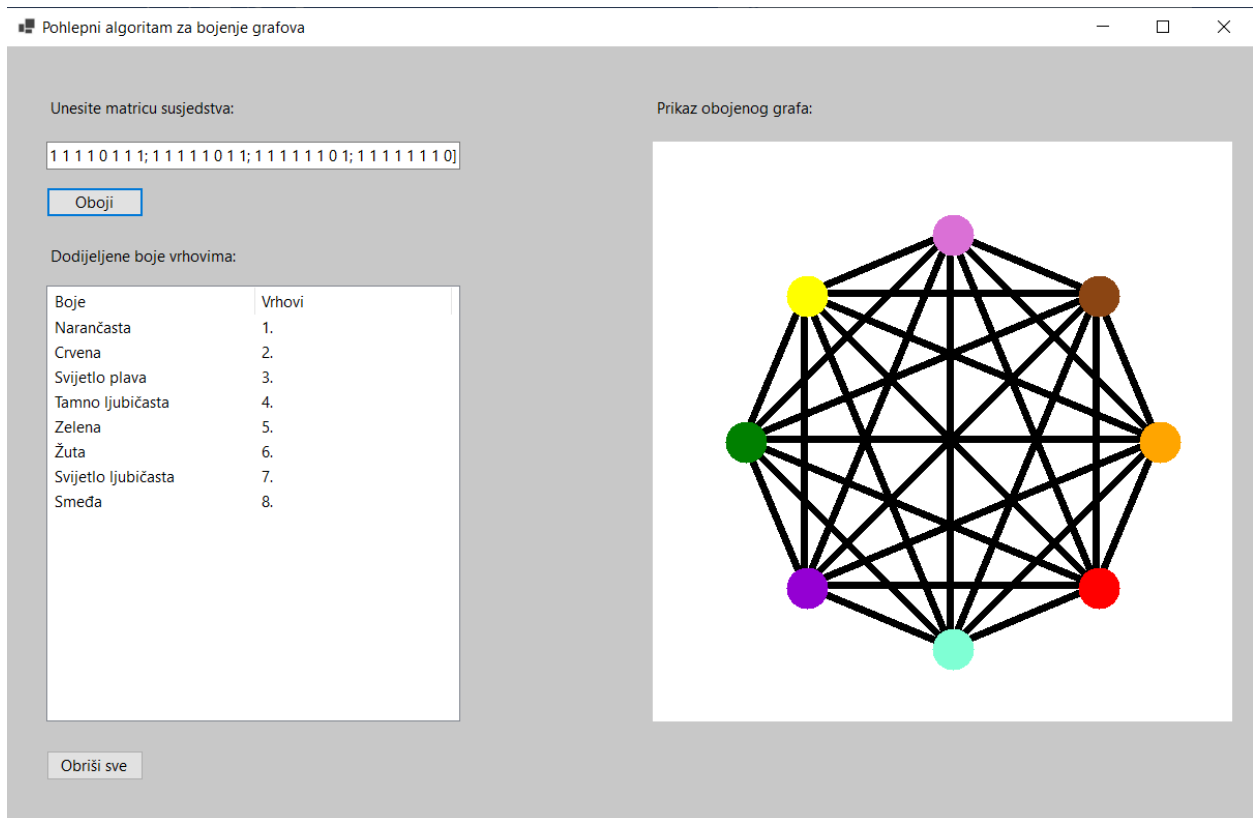 Pohlepni algoritam za bojenje grafova
Unesite matricu susjedstva:
Prikaz obojenog grafa:
1 1 1 1 0 1 1 1; 1 1 1 1 1 0 1 1; 1 1 1 1 1 1 0 1; 1 1 1 1 1 1 1 0]
Oboji
Dodijeljene boje vrhovima:
Boje Vrhovi
Narančasta 1.
Crvena 2.
Svijetlo plava 3.
Tamno ljubičasta 4.
Zelena 5.
Žuta 6.
Svijetlo ljubičasta 7.
Smeđa 8.
Obriši sve